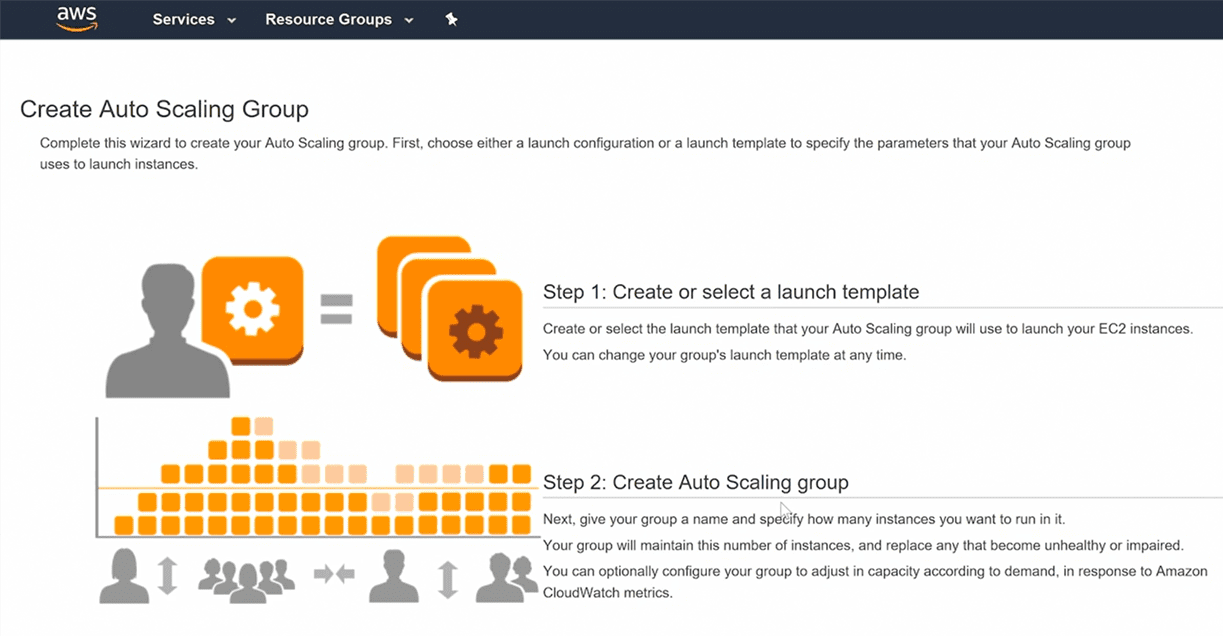 aws
Services
Resource Groups
Create Auto Scaling Group
Complete this wizard to create your Auto Scaling group. First, choose either a launch configuration or a launch template to specify the parameters that your Auto Scaling group
uses to launch instances.
Step 1: Create or select a launch template
Create or select the launch template that your Auto Scaling group will use to launch your EC2 instances.
You can change your group's launch template at any time.
Step 2: Create Auto Scaling group
Next, give your group a name and specify how many instances you want to run in it.
Your group will maintain this number of instances, and replace any that become unhealthy or impaired.
You can optionally configure your group to adjust in capacity according to demand, in response to Amazon
CloudWatch metrics.